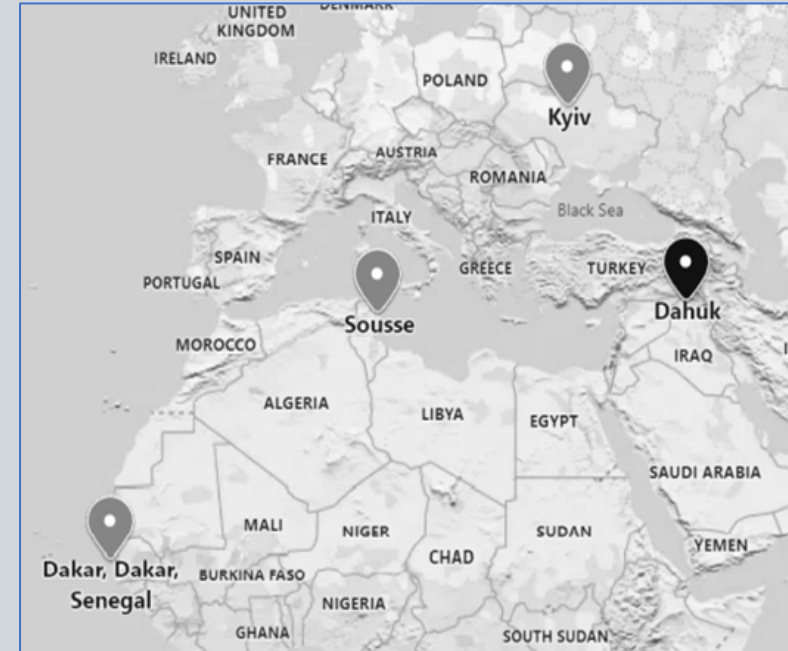 UNITED
KINGDOM
DENMARK
IRELAND
POLAND
Kyiv
FRANCE
AUSTRIA
ROMANIA
Black Sea
ITALY
SPAIN
GREECE
TURKEY
PORTUGAL
Dahuk
Sousse
MOROCCO
IRAQ
ALGERIA
LIBYA
EGYPT
SAUDI ARABIA
MALI
NIGER
SUDAN
CHAD
YEMEN
Dakar, Dakar,
Senegal
BURKINA FASO
NIGERIA
GHANA
SOUTH SUDAN